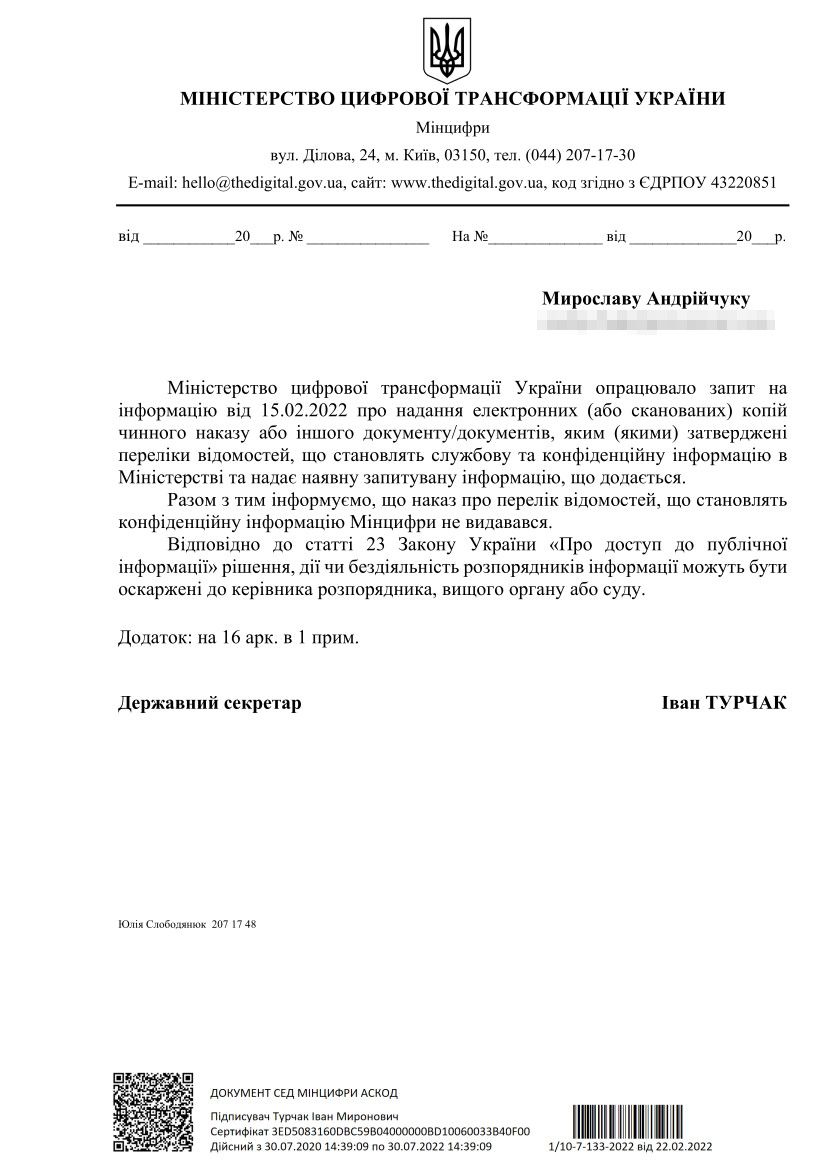 МІНІСТЕРСТВО ЦИФРОВОЇ ТРАНСФОРМАЦІЇ УКРАЇНИ
Мінцифри
вул. Ділова, 24, м. Київ, 03150, тел. (044) 207-17-30
E-mail: hello@thedigital.gov.ua, сайт: www.thedigital.gov.ua, код згідно з ЄДРПОУ 43220851
від ____________20___р. № ________________ На №_______________ від ______________20___р.
Мирославу Андрійчуку
Міністерство цифрової трансформації України опрацювало запит на
інформацію від 15.02.2022 про надання електронних (або сканованих) копій
чинного наказу або іншого документу/документів, яким (якими) затверджені
переліки відомостей, що становлять службову та конфіденційну інформацію в
Міністерстві та надає наявну запитувану інформацію, що додається.
Разом з тим інформуємо, що наказ про перелік відомостей, що становлять
конфіденційну інформацію Мінцифри не видавався.
Відповідно до статті 23 Закону України «Про доступ до публічної
інформації» рішення, дії чи бездіяльність розпорядників інформації можуть бути
оскаржені до керівника розпорядника, вищого органу або суду.
Додаток: на 16 арк. в 1 прим.
Державний секретар Іван ТУРЧАК
Юлія Слободянюк 207 17 48
ДОКУМЕНТ СЕД МІНЦИФРИ АСКОД
Підписувач Турчак Іван Миронович
Сертифікат 3ED5083160DBC59B04000000BD10060033B40F00
Дійсний з 30.07.2020 14:39:09 по 30.07.2022 14:39:09
1/10-7-133-2022 від 22.02.2022